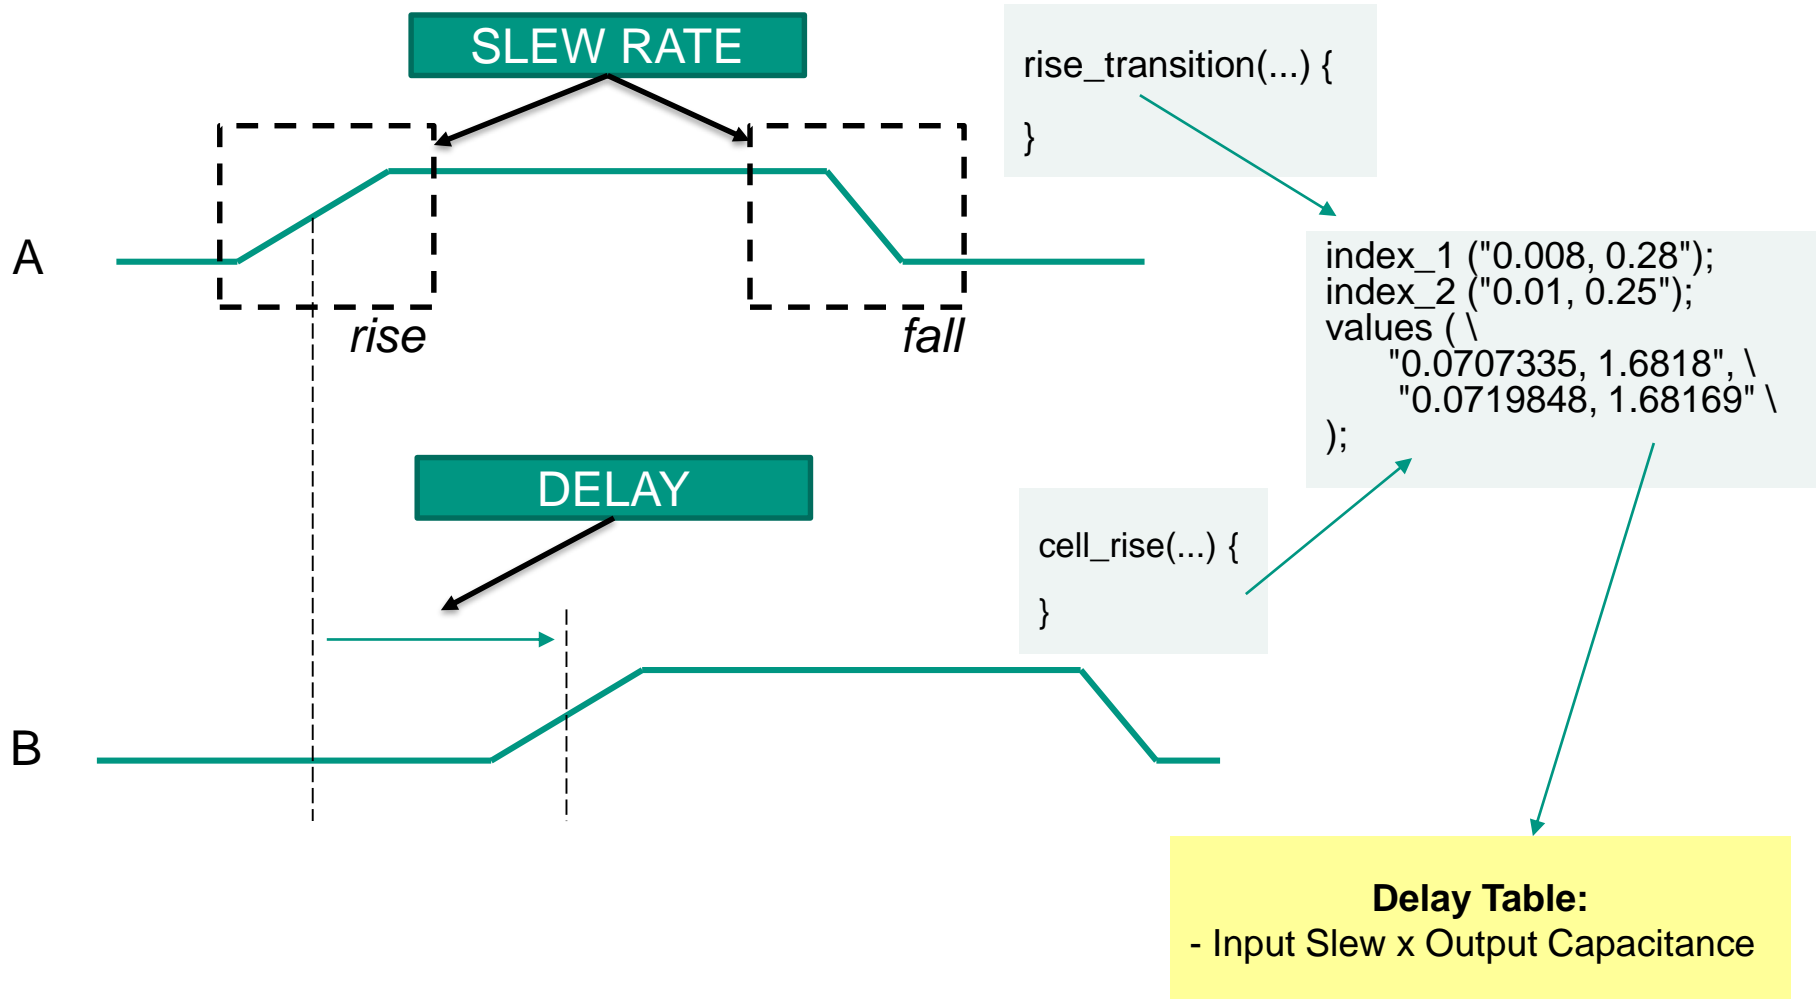 SLEW RATE
rise_transition(...) {
}
A
rise
fall
index_1 ("0.008, 0.28");
index_2 ("0.01, 0.25");
values ( \
"0.0707335, 1.6818", \
"0.0719848, 1.68169" \
);
DELAY
cell_rise(...) {
}
B
Delay Table:
- Input Slew x Output Capacitance